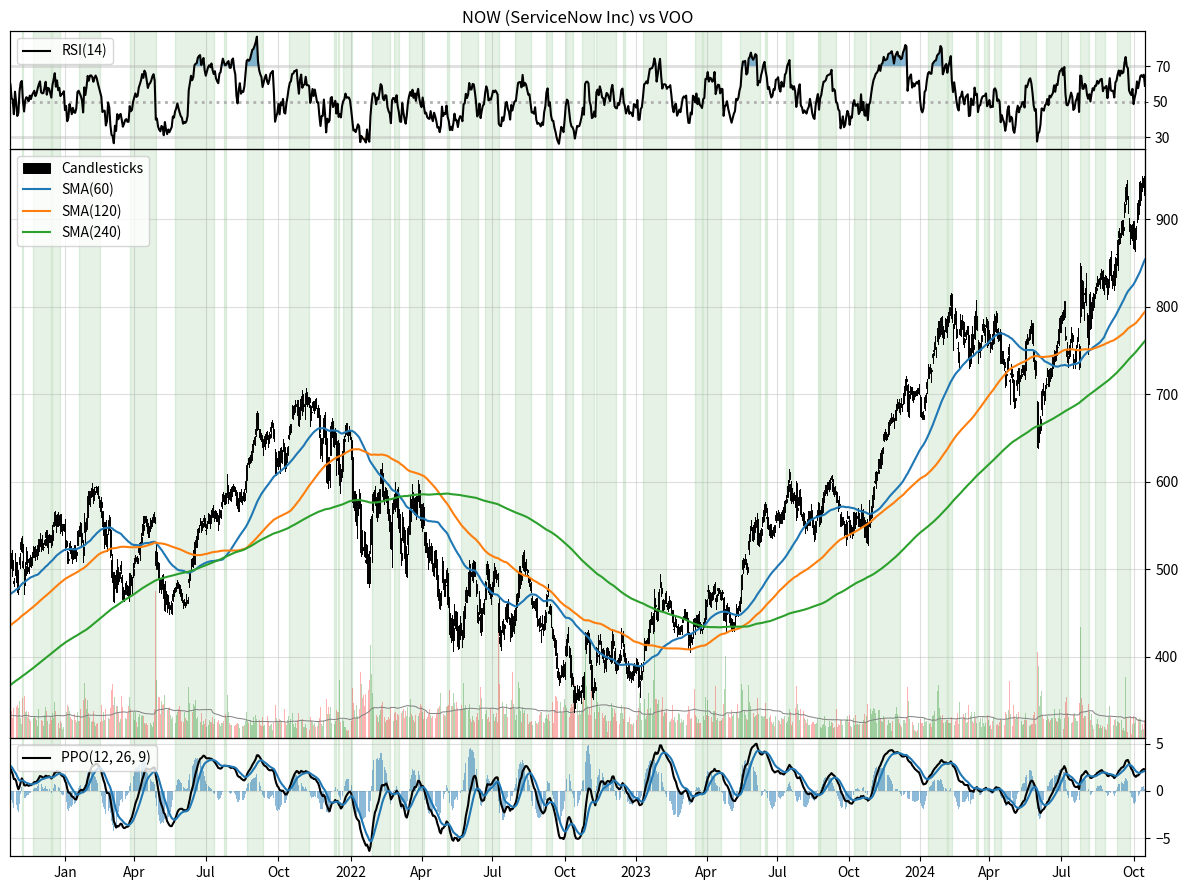 NOW (ServiceNow Inc) vs VOO
RSI(14)
70
50
30
Candlesticks
SMA(60)
SMA(120)
SMA(240)
900
800
700
600
500
400
PPO(12, 26, 9)
5
0
−5
Jan Apr Jul Oct 2022 Apr Jul Oct 2023 Apr Jul Oct 2024 Apr Jul Oct